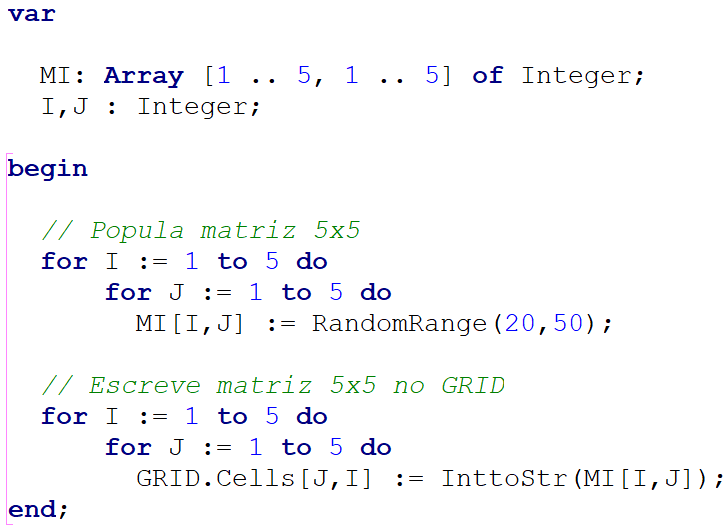 var
MI: Array [1 .. 5, 1 .. 5] of Integer;
I,J : Integer;
begin
// Popula matriz 5x5
for I := 1 to 5 do
for J := 1 to 5 do
MI[I,J] := RandomRange(20,50);
// Escreve matriz 5x5 no GRID
for I := 1 to 5 do
for J := 1 to 5 do
GRID.Cells[J,I] := InttoStr(MI[I,J]);
end;